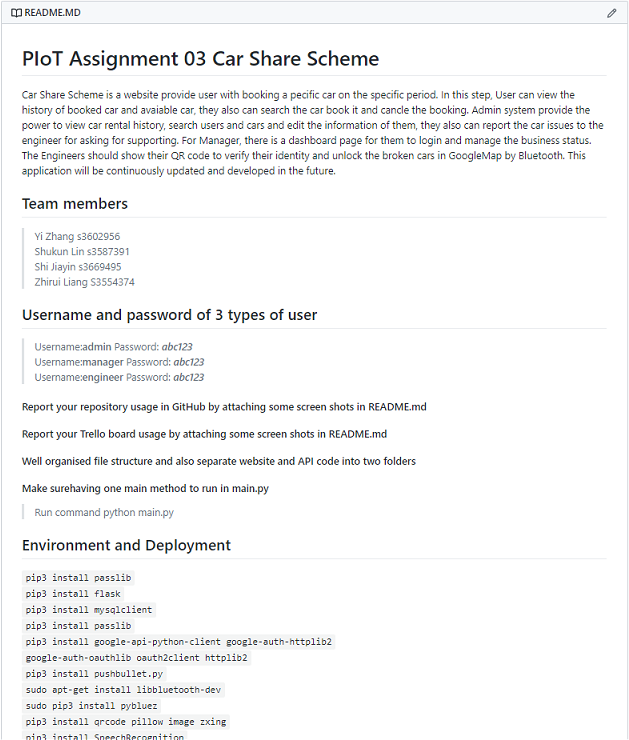 README.MD
PIoT Assignment 03 Car Share Scheme
Car Share Scheme is a website provide user with booking a pecific car on the specific period. In this step, User can view the
history of booked car and avaiable car, they also can search the car book it and cancle the booking. Admin system provide the
power to view car rental history, search users and cars and edit the information of them, they also can report the car issues to the
engineer for asking for supporting. For Manager, there is a dashboard page for them to login and manage the business status.
The Engineers should show their QR code to verify their identity and unlock the broken cars in GoogleMap by Bluetooth. This
application will be continuously updated and developed in the future.
Team members
Yi Zhang s3602956
Shukun Lin s3587391
Shi Jiayin s3669495
Zhirui Liang S3554374
Username and password of 3 types of user
Username:admin Password: abc123
Username:manager Password: abc123
Username:engineer Password: abc123
Report your repository usage in GitHub by attaching some screen shots in README.md
Report your Trello board usage by attaching some screen shots in README.md
Well organised file structure and also separate website and API code into two folders
Make surehaving one main method to run in main.py
Run command python main.py
Environment and Deployment
pip3 install passlib
pip3 install flask
pip3 install mysqlclient
pip3 install passlib
pip3 install google-api-python-client google-auth-httplib2
google-auth-oauthlib oauth2client httplib2
pip3 install pushbullet.py
sudo apt-get install libbluetooth-dev
sudo pip3 install pybluez
pip3 install qrcode pillow image zxing
pip3 install SpeechRecognition